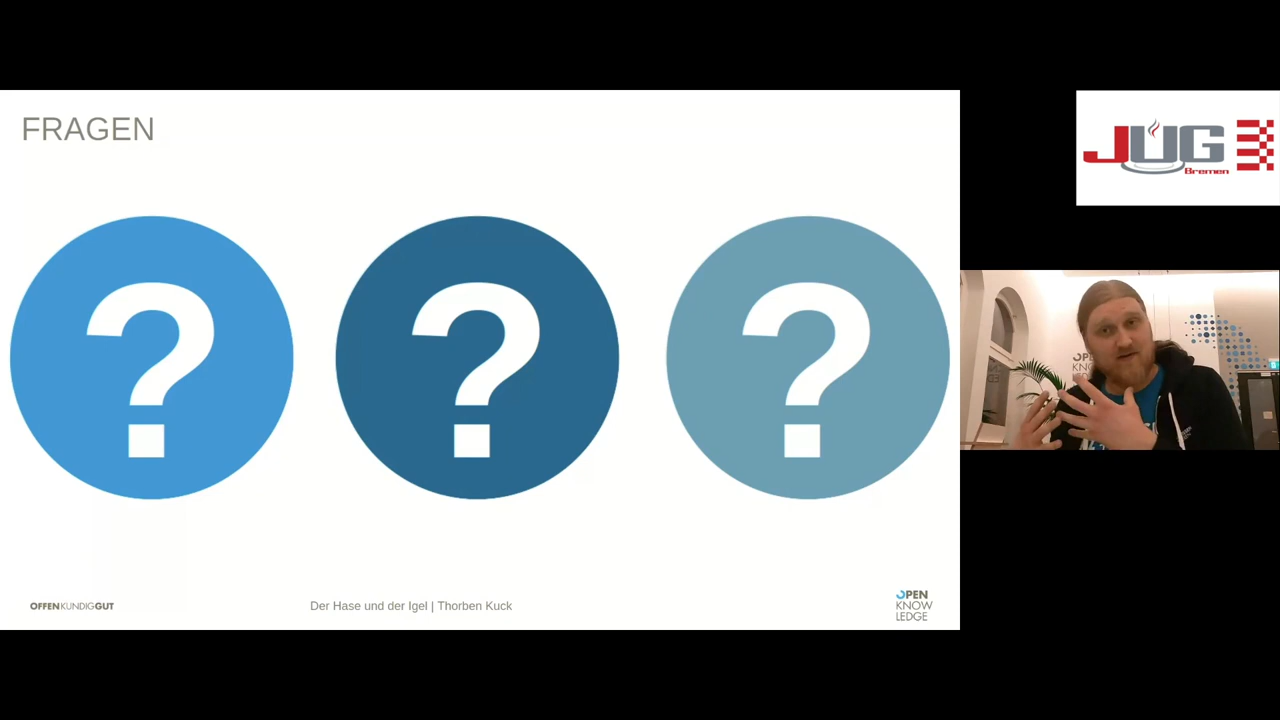 FRAGEN
? ? ?
JUG
Bremen
OFFENKUNDIGGUT
Der Hase und der Igel | Thorben Kuck
OPEN
KNOW
LEDGE